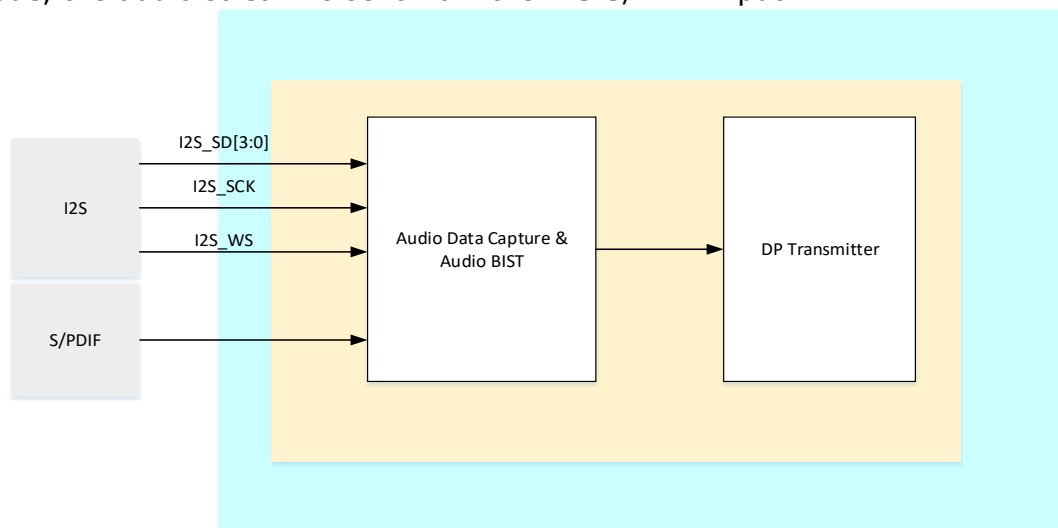 I2S_SD[3:0]
I2S_SCK
I2S
I2S_WS
Audio Data Capture &
Audio BIST
DP Transmitter
S/PDIF